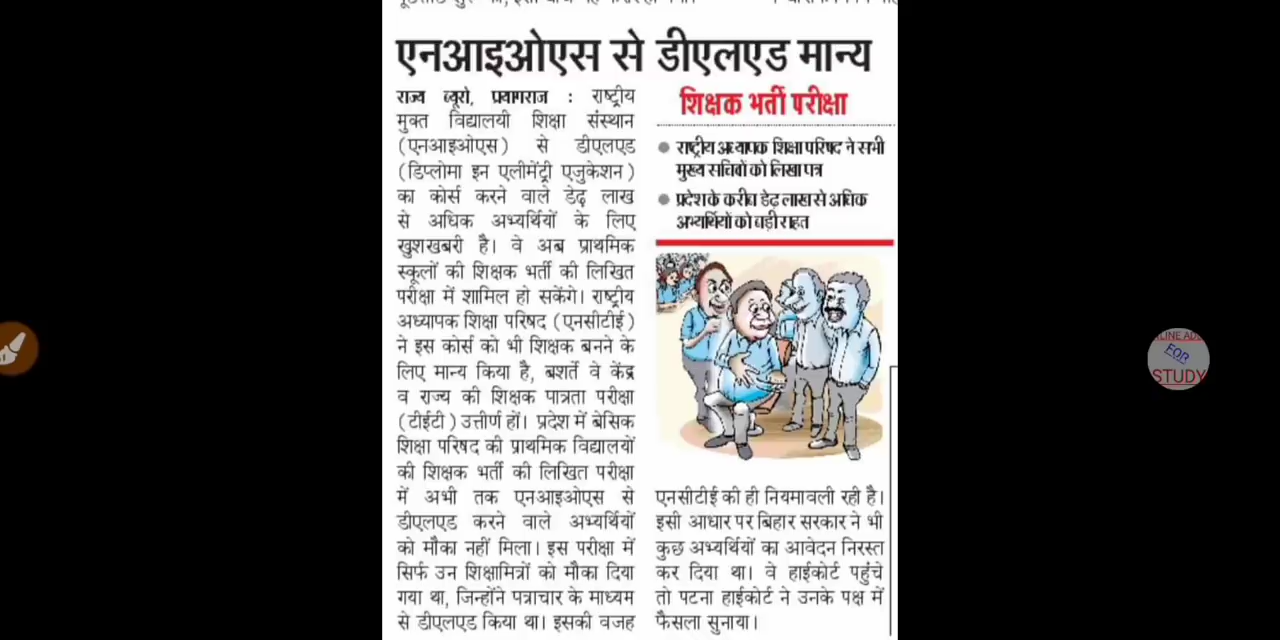 एनआइओएस से डीएलएड मान्य
राज्य ब्यूरो, प्रयागराज : राष्ट्रीय
मुक्त विद्यालयी शिक्षा संस्थान
(एनआइओएस) से डीएलएड
(डिप्लोमा इन एलीमेंट्री एजुकेशन)
का कोर्स करने वाले डेढ़ लाख
से अधिक अभ्यर्थियों के लिए
खुशखबरी है। वे अब प्राथमिक
स्कूलों की शिक्षक भर्ती की लिखित
परीक्षा में शामिल हो सकेंगे। राष्ट्रीय
अध्यापक शिक्षा परिषद (एनसीटीई)
ने इस कोर्स को भी शिक्षक बनने के
लिए मान्य किया है, बशर्ते वे केंद्र
व राज्य की शिक्षक पात्रता परीक्षा
(टीईटी) उत्तीर्ण हों। प्रदेश में बेसिक
शिक्षा परिषद की प्राथमिक विद्यालयों
की शिक्षक भर्ती की लिखित परीक्षा
में अभी तक एनआइओएस से
डीएलएड करने वाले अभ्यर्थियों
को मौका नहीं मिला। इस परीक्षा में
सिर्फ उन शिक्षामित्रों को मौका दिया
गया था, जिन्होंने पत्राचार के माध्यम
से डीएलएड किया था। इसकी वजह
शिक्षक भर्ती परीक्षा
राष्ट्रीय अध्यापक शिक्षा परिषद ने सभी
मुख्य सचिवों को लिखा पत्र
प्रदेश के करीब डेढ़ लाख से अधिक
अभ्यर्थियों को बड़ी राहत
एनसीटीई की ही नियमावली रही है।
इसी आधार पर बिहार सरकार ने भी
कुछ अभ्यर्थियों का आवेदन निरस्त
कर दिया था। वे हाईकोर्ट पहुंचे
तो पटना हाईकोर्ट ने उनके पक्ष में
फैसला सुनाया।
FOR
STUDY